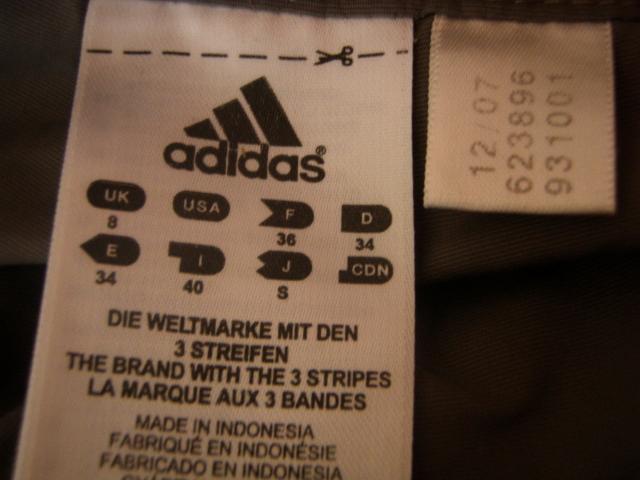 adidas®
UK USA F D
8 36 34
E I J CDN
34 40 S
DIE WELTMARKE MIT DEN
3 STREIFEN
THE BRAND WITH THE 3 STRIPES
LA MARQUE AUX 3 BANDES
MADE IN INDONESIA
FABRIQUÉ EN INDONÉSIE
FABRICADO EN INDONESIA
12/07
623896
931001